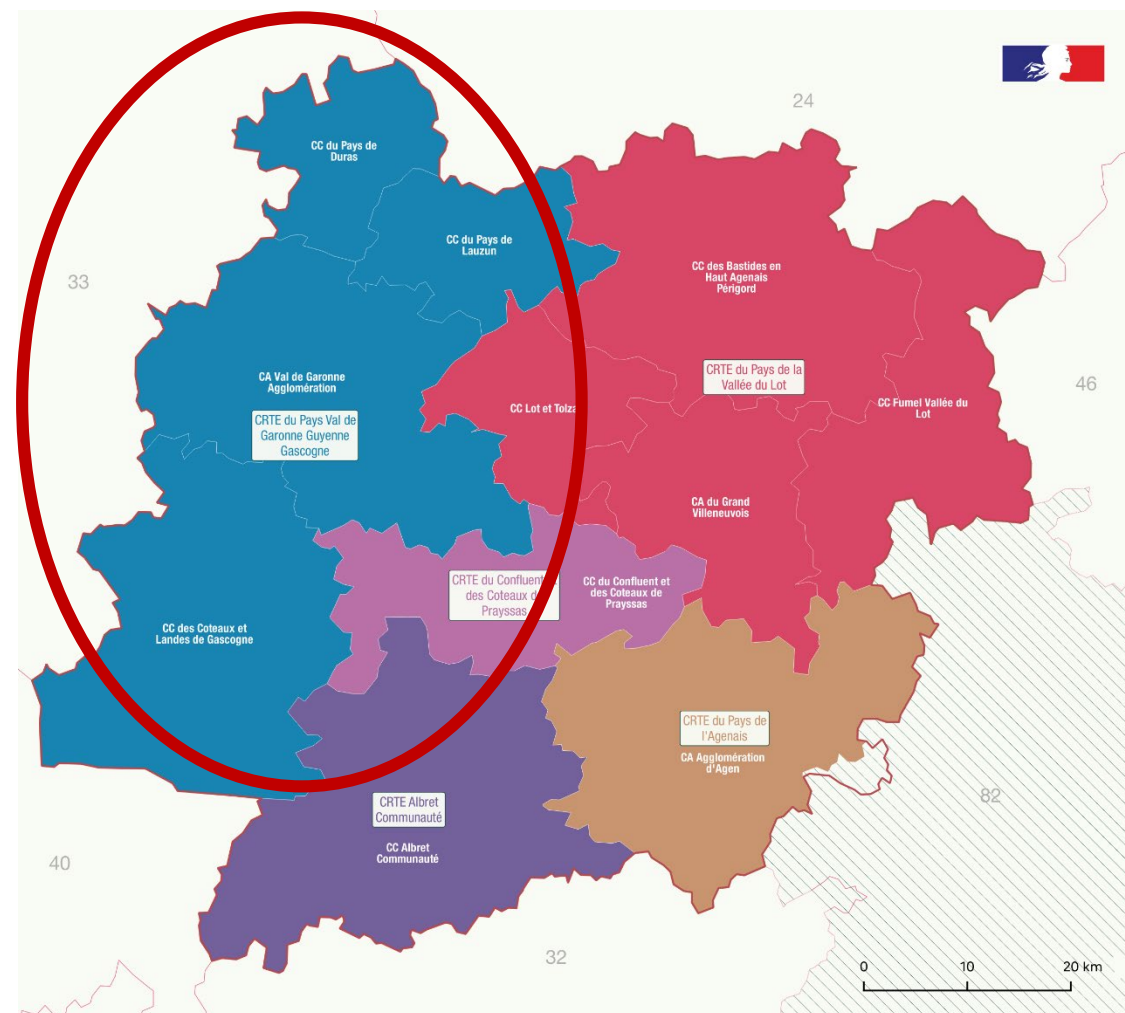 24
CC du Pays de
Duras
CC du Pays de
Lauzun
33
CC des Bastides en
Haut Agenais
Périgord
CA Val de Garonne
Agglomération
CRTE du Pays de la
Vallée du Lot
46
CC Lot et Tolza
CC Fumel Vallée du
Lot
CRTE du Pays Val de
Garonne Guyenne
Gascogne
CA du Grand
Villeneuvois
CRTE du Confluent
des Coteaux d
Prayssas
CC du Confluent et
des Coteaux de
Prayssas
CC des Coteaux et
Landes de Gascogne
CRTE du Pays de
l'Agenais
CA Agglomération
d'Agen
82
CRTE Albret
Communauté
CC Albret
Communauté
40
32
0 10 20 km